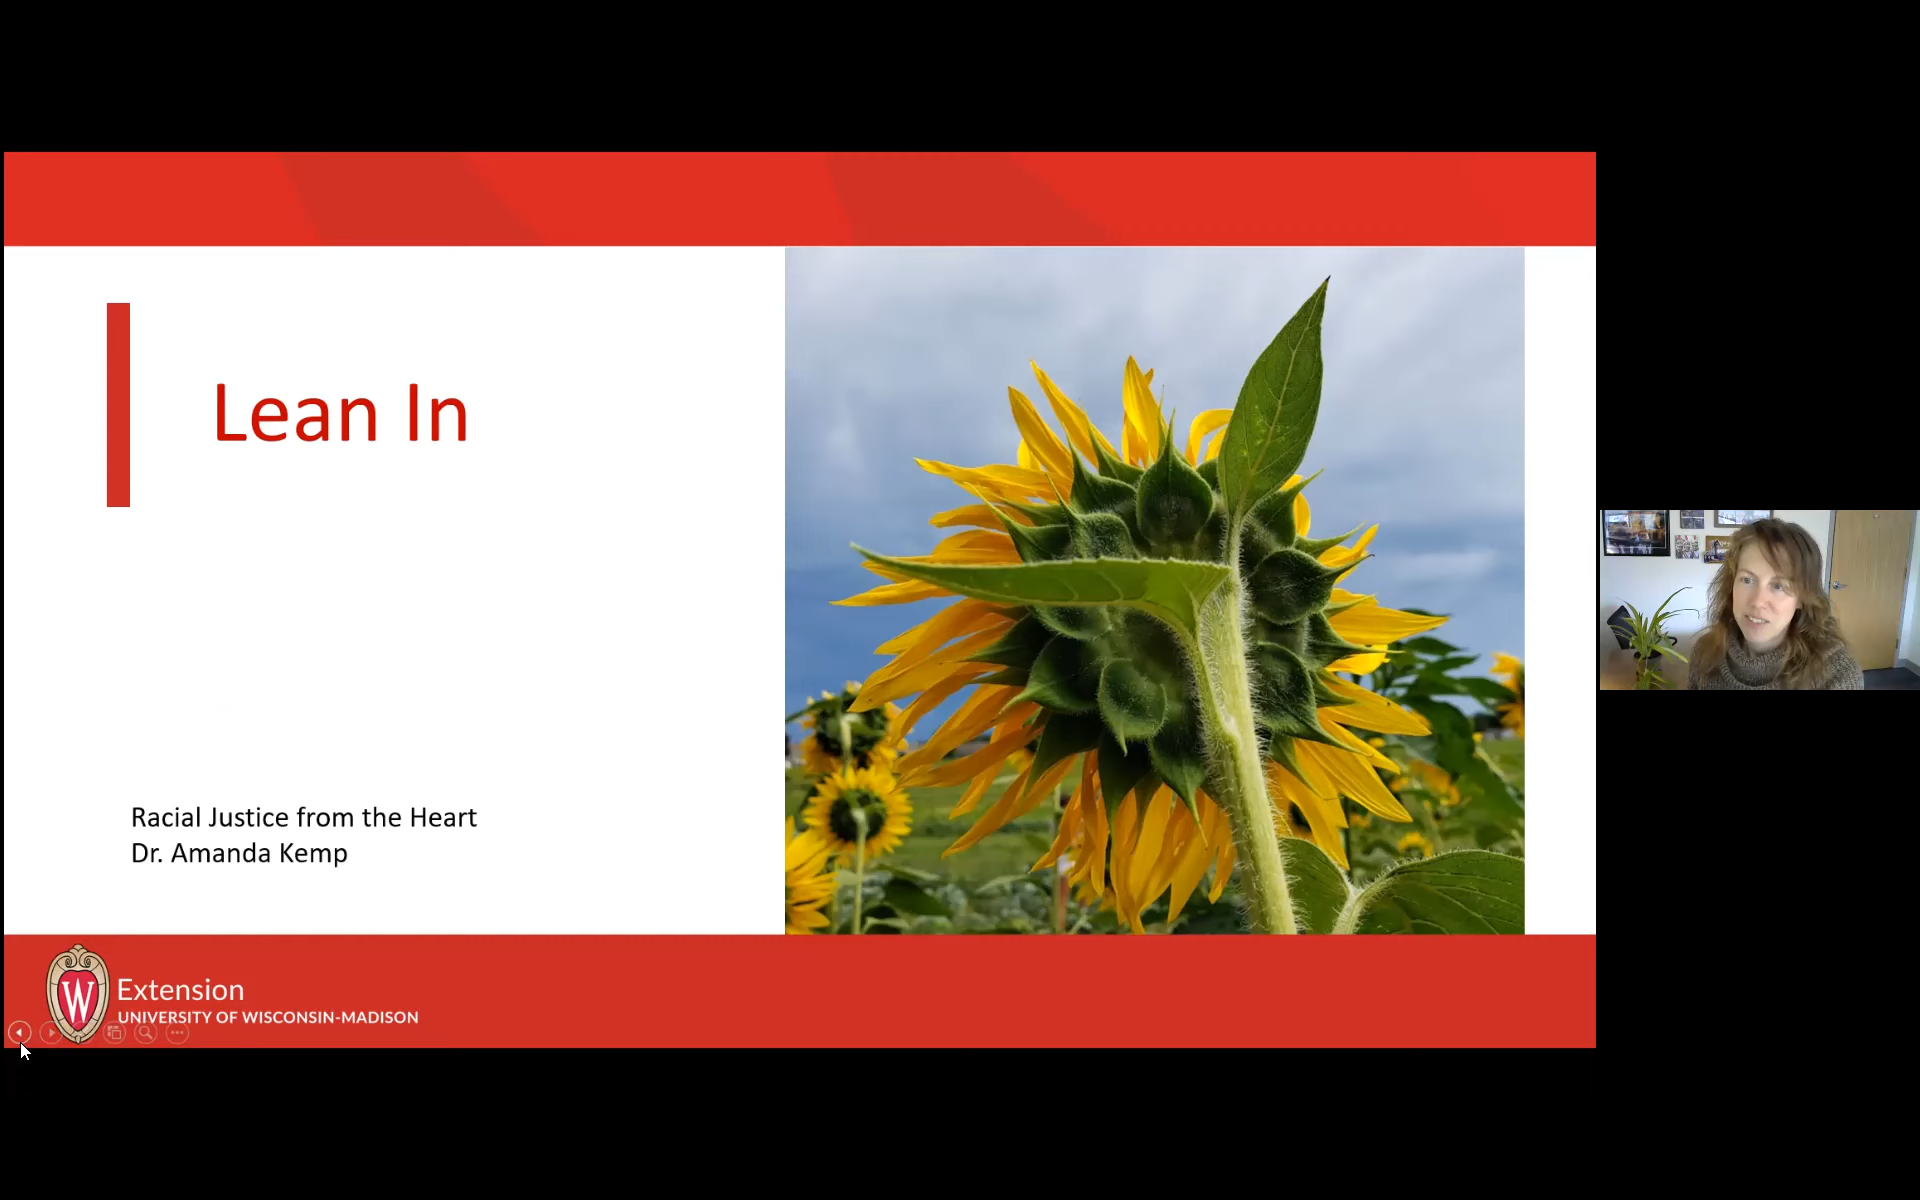 Lean In
Racial Justice from the Heart
Dr. Amanda Kemp
W
Extension
UNIVERSITY OF WISCONSIN-MADISON